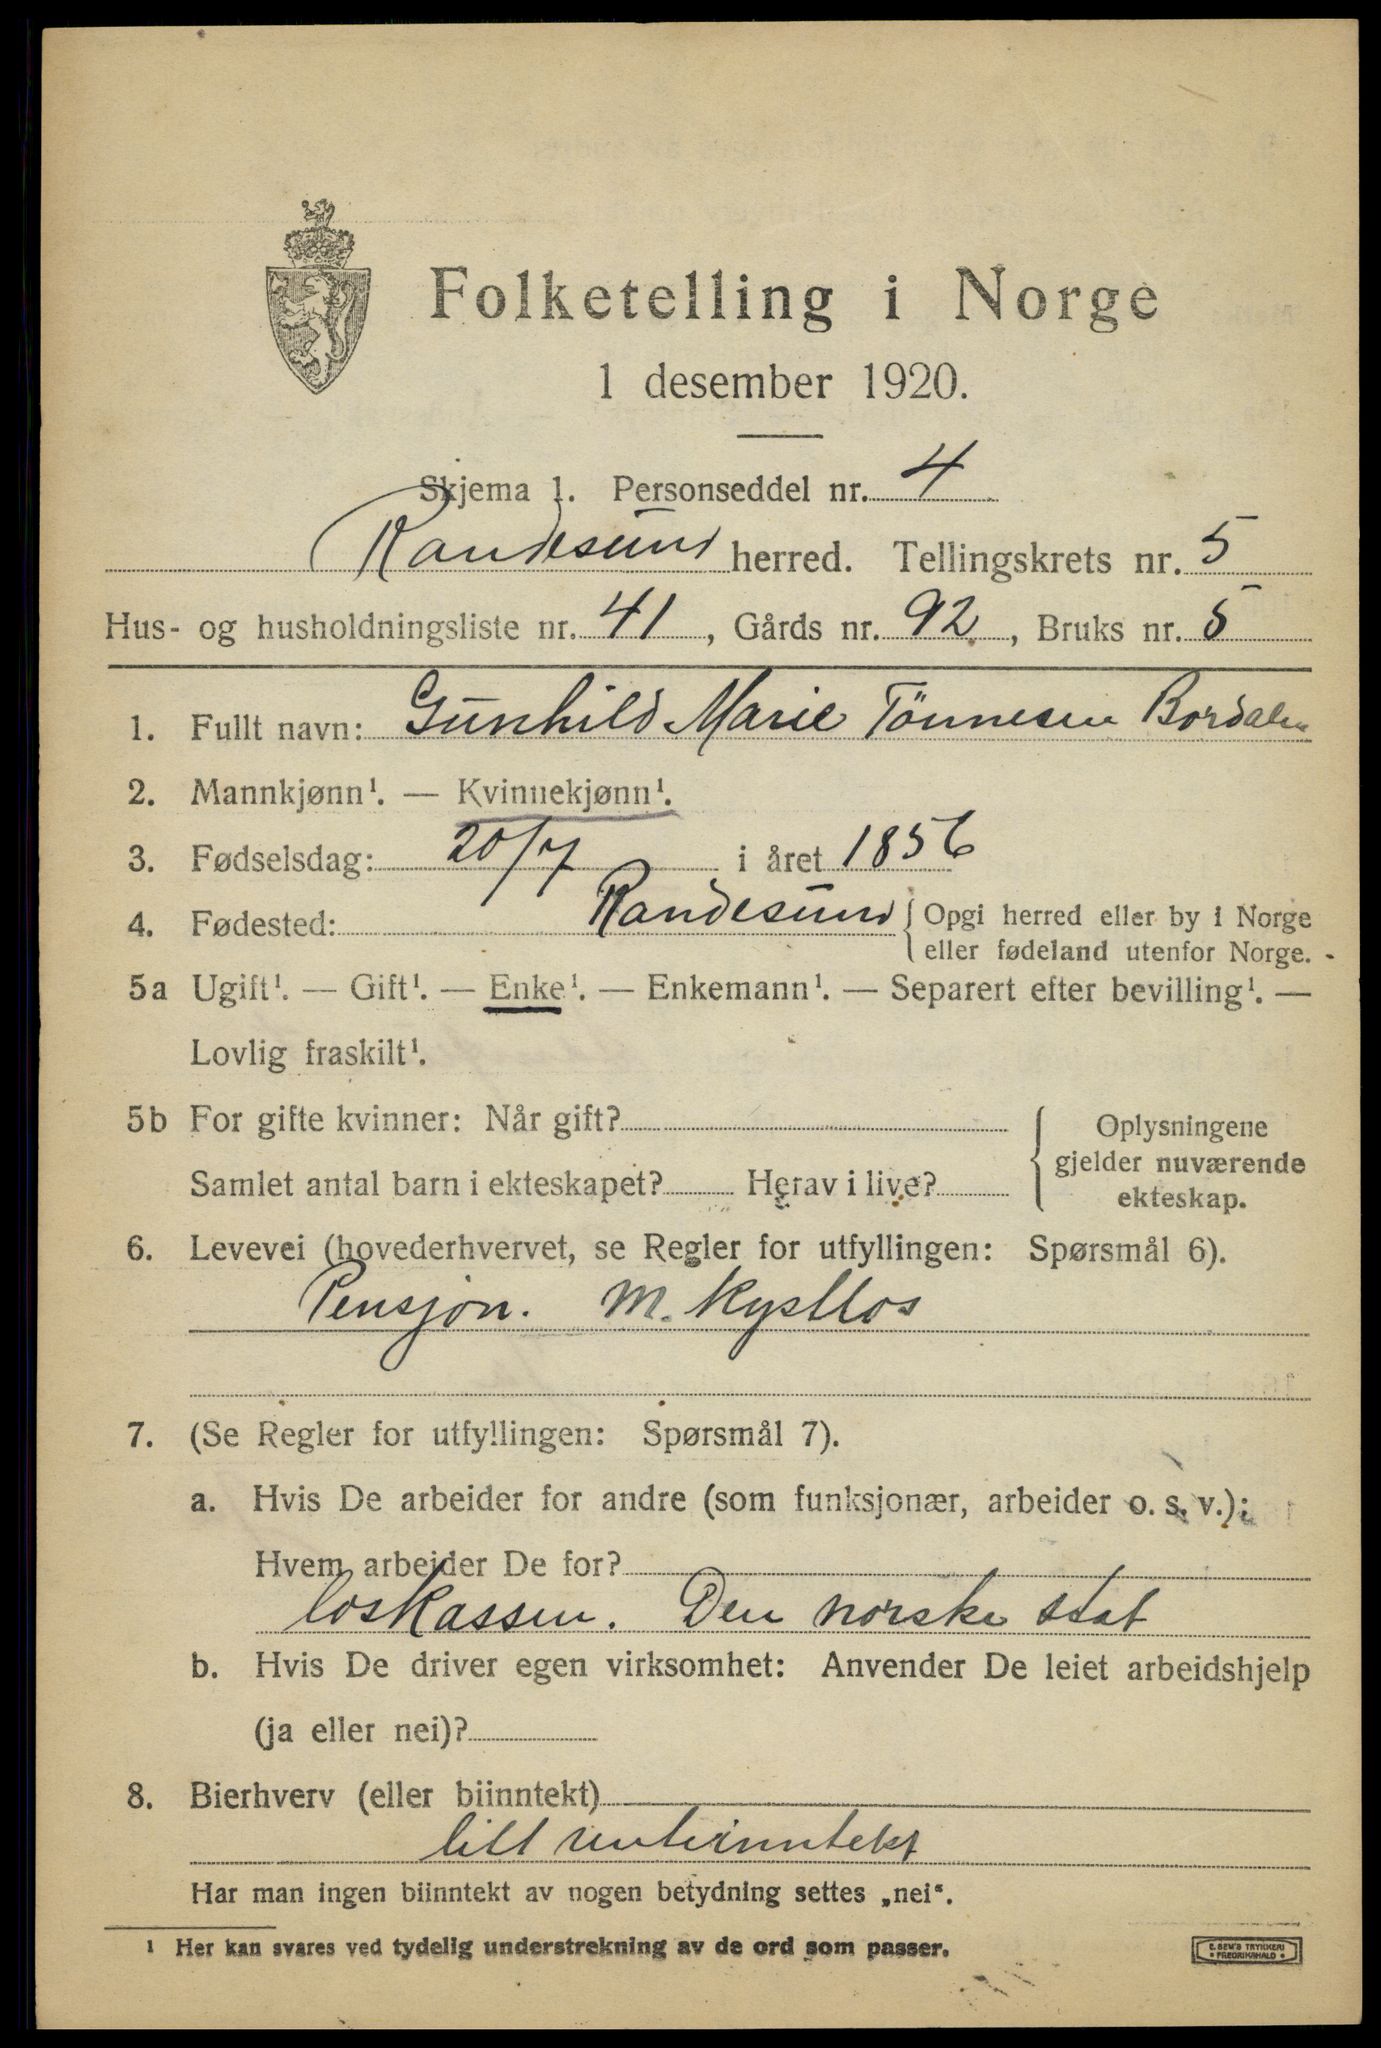 Folketelling i Norge
1 desember 1920.
Skjema 1. Personseddel nr. 4
Randesund herred. Tellingskrets nr. 5
Hus- og husholdningsliste nr. 41, Gårds nr. 92, Bruks nr. 5
1. Fullt navn: Gunhild Marie Tönnesen Bordalen
2. Mannkjønn¹. — Kvinnekjønn¹.
3. Fødselsdag: 20/7 i året 1856
4. Fødested: Randesund { Opgi herred eller by i Norge
eller fødeland utenfor Norge.
5a Ugift¹. — Gift¹. — Enke¹. — Enkemann¹. — Separert efter bevilling¹. —
Lovlig fraskilt¹.
5b For gifte kvinner: Når gift?
Samlet antal barn i ekteskapet? Herav i live?
Oplysningene
gjelder nuværende
ekteskap.
6. Levevei (hovederhvervet, se Regler for utfyllingen: Spørsmål 6).
Pensjon. M. Kystlos
7. (Se Regler for utfyllingen: Spørsmål 7).
a. Hvis De arbeider for andre (som funksjonær, arbeider o. s. v.):
Hvem arbeider De for?
loskassen. Den norske stat
b. Hvis De driver egen virksomhet: Anvender De leiet arbeidshjelp
(ja eller nei)?
8. Bierhverv (eller biinntekt)
litt renteinntekt
Har man ingen biinntekt av nogen betydning settes „nei“.
¹ Her kan svares ved tydelig understrekning av de ord som passer.
E. SEM'S TRYKKERI
• FREDRIKSHALD •